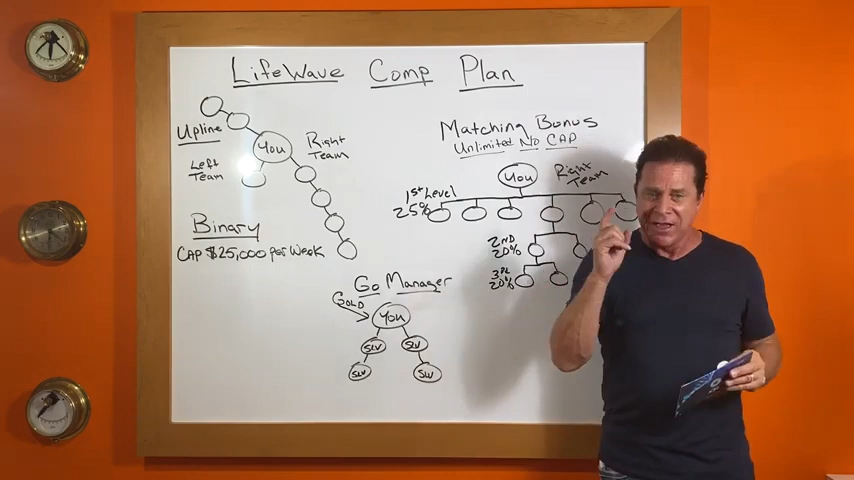 LifeWave Comp Plan
Upline
You
Right
Team
Left
Team
Binary
CAP $25,000 per Week
Matching Bonus
Unlimited No CAP
You
Right
Team
1st Level
25%
2ND
20%
20%
Go Manager
GOLD
You
SLV SLV
SLV SLV